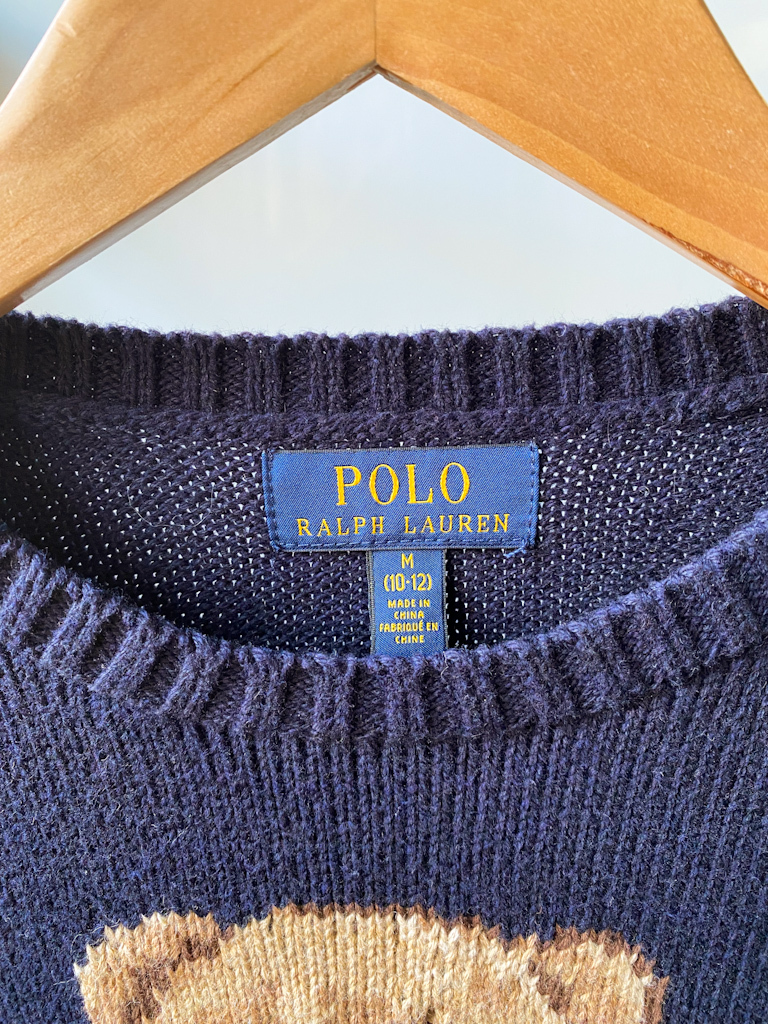 POLO
RALPH LAUREN
M
(10-12)
MADE IN
CHINA
FABRIQUÉ EN
CHINE